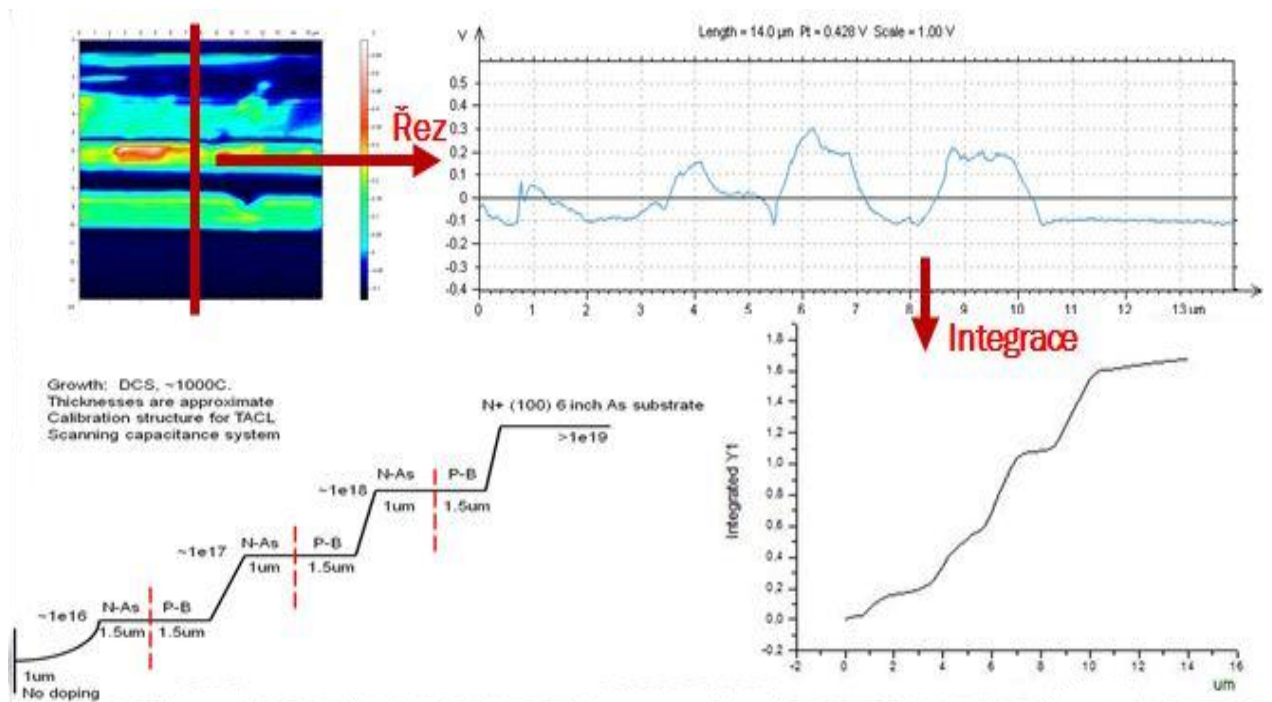 Length = 14.0 µm Pt = 0.428 V Scale = 1.00 V
V
0.5
0.4
0.3
0.2
0.1
0
-0.1
-0.2
-0.3
-0.4
0 1 2 3 4 5 6 7 8 9 10 11 12 13 um
Řez
Integrace
Growth: DCS, ~1000C.
Thicknesses are approximate
Calibration structure for TACL
Scanning capacitance system
N+ (100) 6 inch As substrate
>1e19
N-As P-B
~1e18
1um 1.5um
N-As P-B
~1e17
1um 1.5um
N-As P-B
~1e16
1.5um 1.5um
1um
No doping
Integrated Y1
1.8
1.6
1.4
1.2
1.0
0.8
0.6
0.4
0.2
0.0
-0.2
-2 0 2 4 6 8 10 12 14 16
um